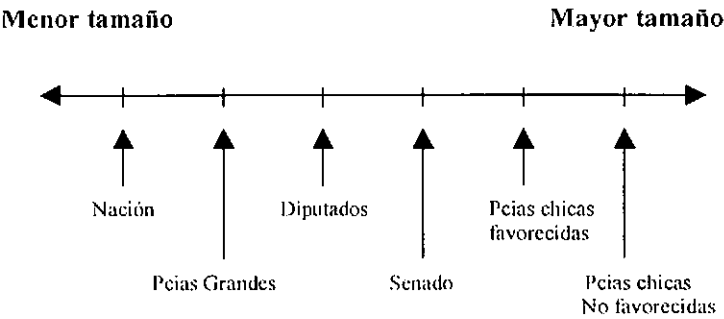 Menor tamaño
Mayor tamaño
Nación
Diputados
Pcias chicas
favorecidas
Pcias Grandes
Senado
Pcias chicas
No favorecidas